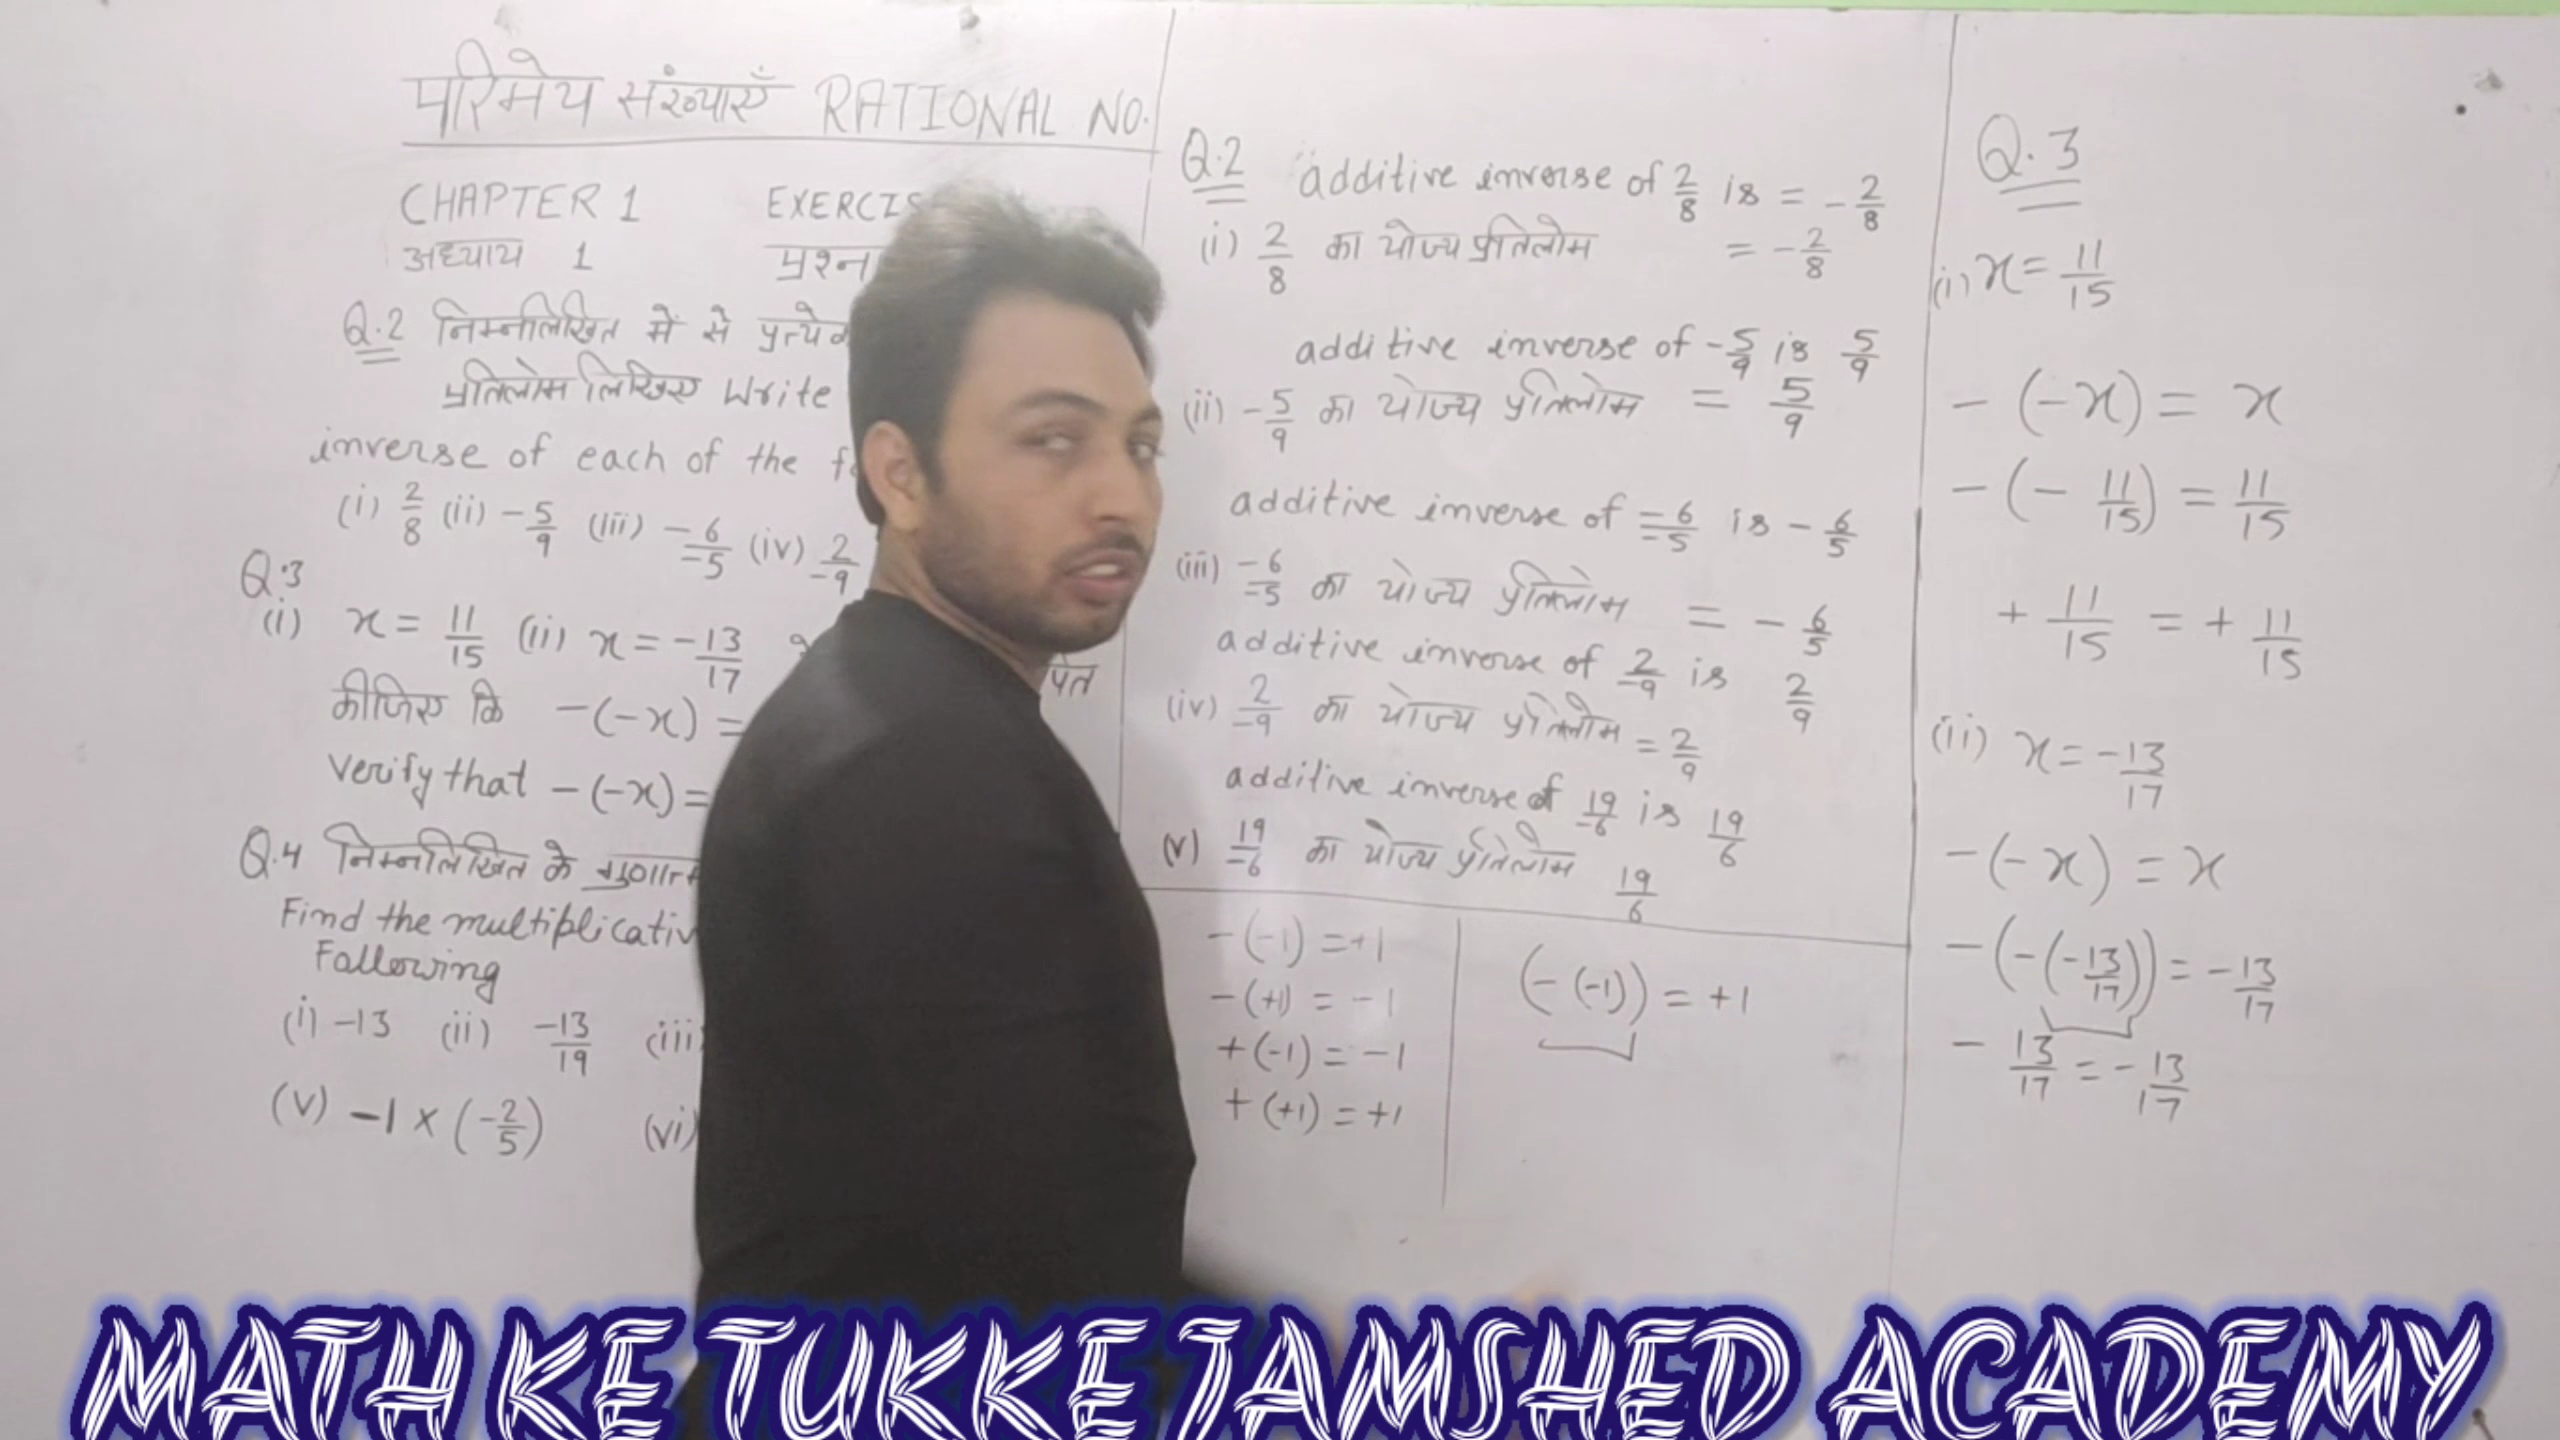 परिमेय संख्याएँ RATIONAL NO.
CHAPTER 1 EXERCIS
अध्याय 1 प्रश्न
Q.2 निम्नलिखित में से प्रत्येक
प्रतिलोम लिखिए Write
inverse of each of the
(i) 2/8 (ii) -5/9 (iii) -6/-5 (iv) 2/-9
Q.3
(i) x = 11/15 (ii) x = -13/17
कीजिए कि -(-x) =
verify that -(-x) =
Q.4 निम्नलिखित के
Find the multiplicativ
Following
(i) -13 (ii) -13/19 (iii)
(v) -1 × (-2/5) (vi)
Q.2 additive inverse of 2/8 is = -2/8
(i) 2/8 का योज्य प्रतिलोम = -2/8
additive inverse of -5/9 is 5/9
(ii) -5/9 का योज्य प्रतिलोम = 5/9
additive inverse of -6/-5 is -6/5
(iii) -6/-5 का योज्य प्रतिलोम = -6/5
additive inverse of 2/-9 is 2/9
(iv) 2/-9 का योज्य प्रतिलोम = 2/9
additive inverse of 19/-6 is 19/6
(v) 19/-6 का योज्य प्रतिलोम 19/6
-(-1) = +1
-(+1) = -1
+(-1) = -1
+(+1) = +1
(-(-1)) = +1
Q.3
(i) x = 11/15
-(-x) = x
-(-11/15) = 11/15
+11/15 = +11/15
(ii) x = -13/17
-(-x) = x
-(-(-13/17)) = -13/17
-13/17 = -13/17
MATH KE TUKKE JAMSHED ACADEMY